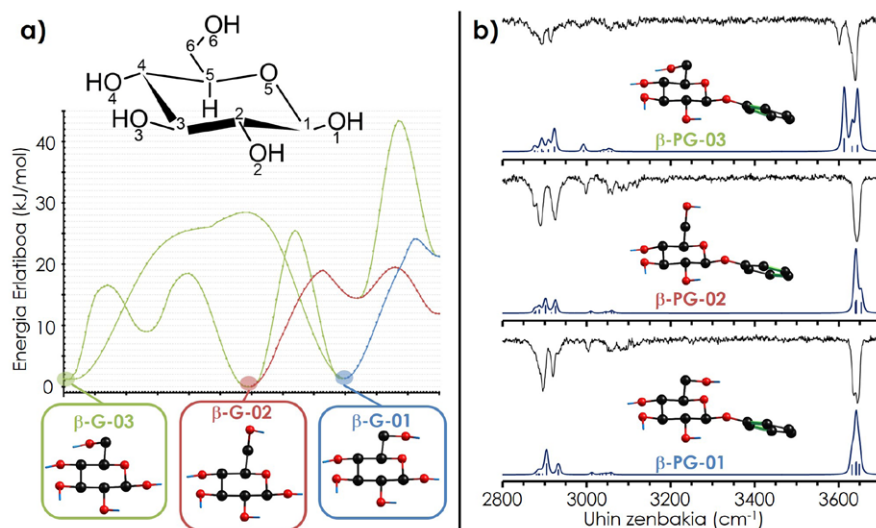 a)
OH
6
6
HO
4
4
5
O
5
H
HO
3
3
2
1
OH
1
OH
2
Energia Erlatiboa (kJ/mol)
40
30
20
10
0
β-G-03
β-G-02
β-G-01
b)
β-PG-03
β-PG-02
β-PG-01
2800
3000
3200
3400
3600
Uhin zenbakia (cm⁻¹)